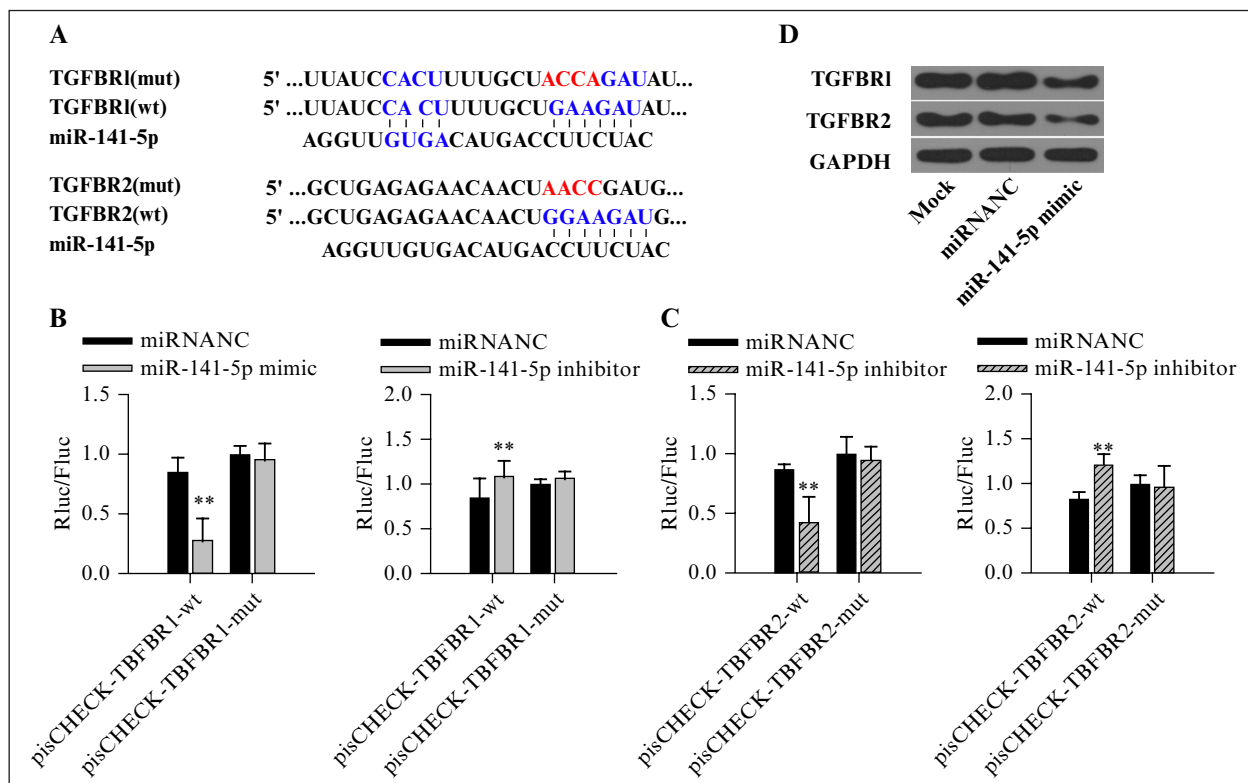 A
TGFBRl(mut) 5' ...UUAUCCACUUUUGCUACCAGAUAU...
TGFBRl(wt) 5' ...UUAUCCA CUUUUGCUGAAGAUAU...
miR-141-5p AGGUUGUGACAUGACCUUCUAC
TGFBR2(mut) 5' ...GCUGAGAGAACAACUAACCGAUG...
TGFBR2(wt) 5' ...GCUGAGAGAACAACUGGAAGAUG...
miR-141-5p AGGUUGUGACAUGACCUUCUAC
D
TGFBRl
TGFBR2
GAPDH
Mock
miRNANC
miR-141-5p mimic
B
miRNANC
miR-141-5p mimic
Rluc/Fluc
1.5
1.0
0.5
0.0
**
pisCHECK-TBFBR1-wt
pisCHECK-TBFBR1-mut
miRNANC
miR-141-5p inhibitor
Rluc/Fluc
2.0
1.5
1.0
0.5
0.0
**
pisCHECK-TBFBR1-wt
pisCHECK-TBFBR1-mut
C
miRNANC
miR-141-5p inhibitor
Rluc/Fluc
1.5
1.0
0.5
0.0
**
pisCHECK-TBFBR2-wt
pisCHECK-TBFBR2-mut
miRNANC
miR-141-5p inhibitor
Rluc/Fluc
2.0
1.5
1.0
0.5
0.0
**
pisCHECK-TBFBR2-wt
pisCHECK-TBFBR2-mut